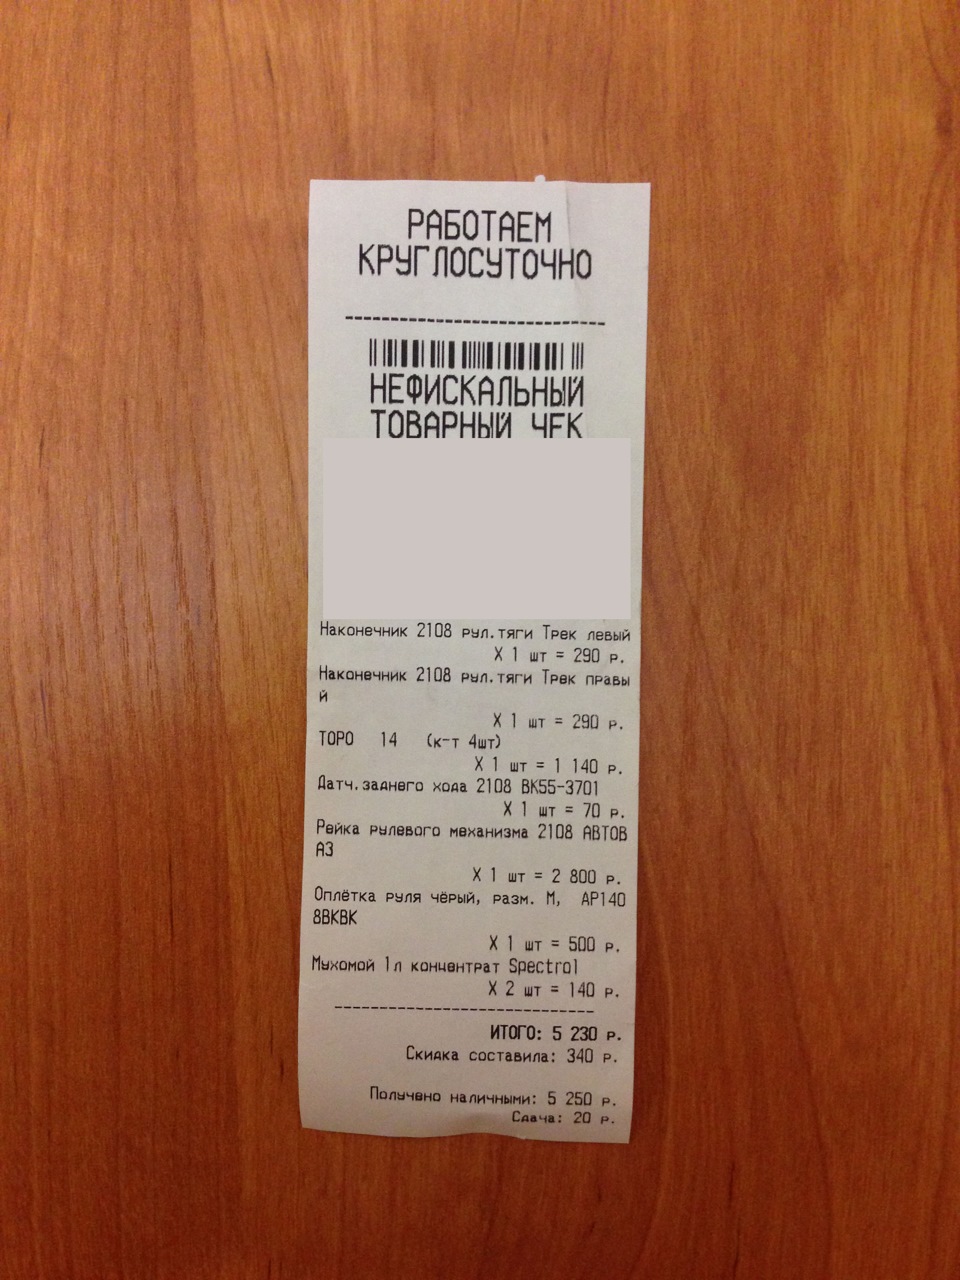 РАБОТАЕМ
КРУГЛОСУТОЧНО
НЕФИСКАЛЬНЫЙ
ТОВАРНЫЙ ЧЕК
Наконечник 2108 рул.тяги Трек левый
X 1 шт = 290 р.
Наконечник 2108 рул.тяги Трек правы
й
X 1 шт = 290 р.
ТОРО 14 (к-т 4шт)
X 1 шт = 1 140 р.
Датч.заднего хода 2108 ВК55-3701
X 1 шт = 70 р.
Рейка рулевого механизма 2108 АВТОВ
АЗ
X 1 шт = 2 800 р.
Оплётка руля чёрый, разм. М, АР140
8ВКВК
X 1 шт = 500 р.
Мухомой 1л концентрат Spectrol
X 2 шт = 140 р.
ИТОГО: 5 230 р.
Скидка составила: 340 р.
Получено наличными: 5 250 р.
Сдача: 20 р.